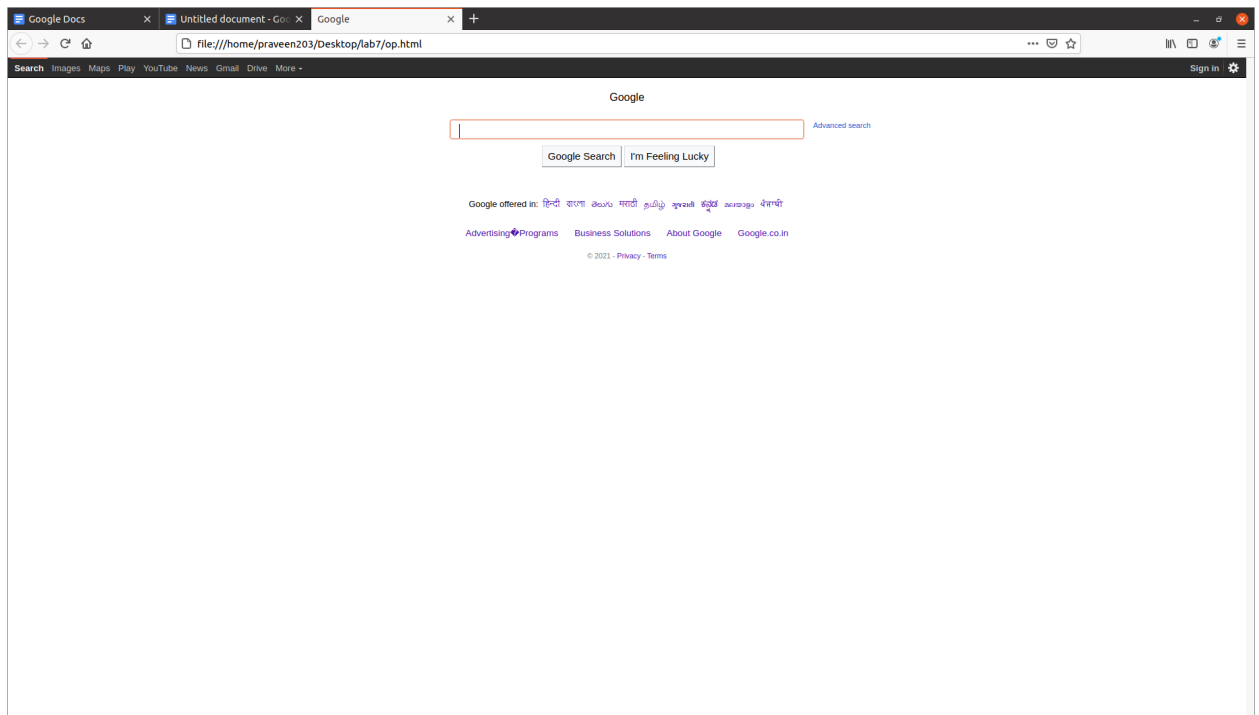 Google Docs Untitled document - Goo Google
file:///home/praveen203/Desktop/lab7/op.html
Search Images Maps Play YouTube News Gmail Drive More Sign in
Google
Advanced search
Google Search I'm Feeling Lucky
Google offered in: हिन्दी বাংলা తెలుగు मराठी தமிழ் ગુજરાતી ಕನ್ನಡ മലയാളം ਪੰਜਾਬੀ
Advertising�Programs Business Solutions About Google Google.co.in
© 2021 - Privacy - Terms